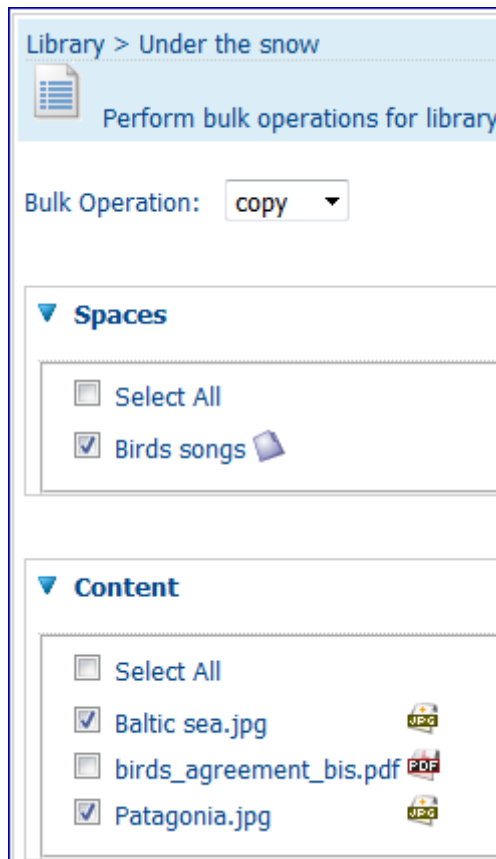 Library > Under the snow
Perform bulk operations for library
Bulk Operation: copy
Spaces
Select All
Birds songs
Content
Select All
Baltic sea.jpg JPG
birds_agreement_bis.pdf PDF
Patagonia.jpg JPG